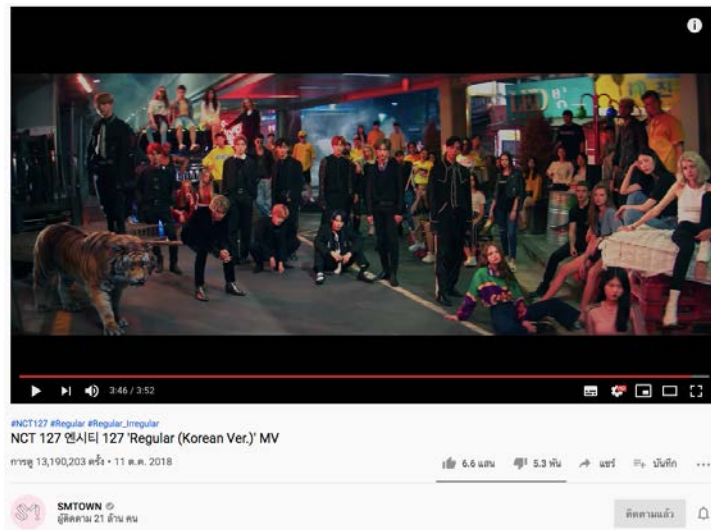 LED
3:46 / 3:52
#NCT127 #Regular #Regular_Irregular
NCT 127 엔시티 127 'Regular (Korean Ver.)' MV
การดู 13,190,203 ครั้ง • 11 ต.ค. 2018
6.6 แสน 5.3 พัน แชร์ บันทึก
SMTOWN
ผู้ติดตาม 21 ล้าน คน
ติดตามแล้ว